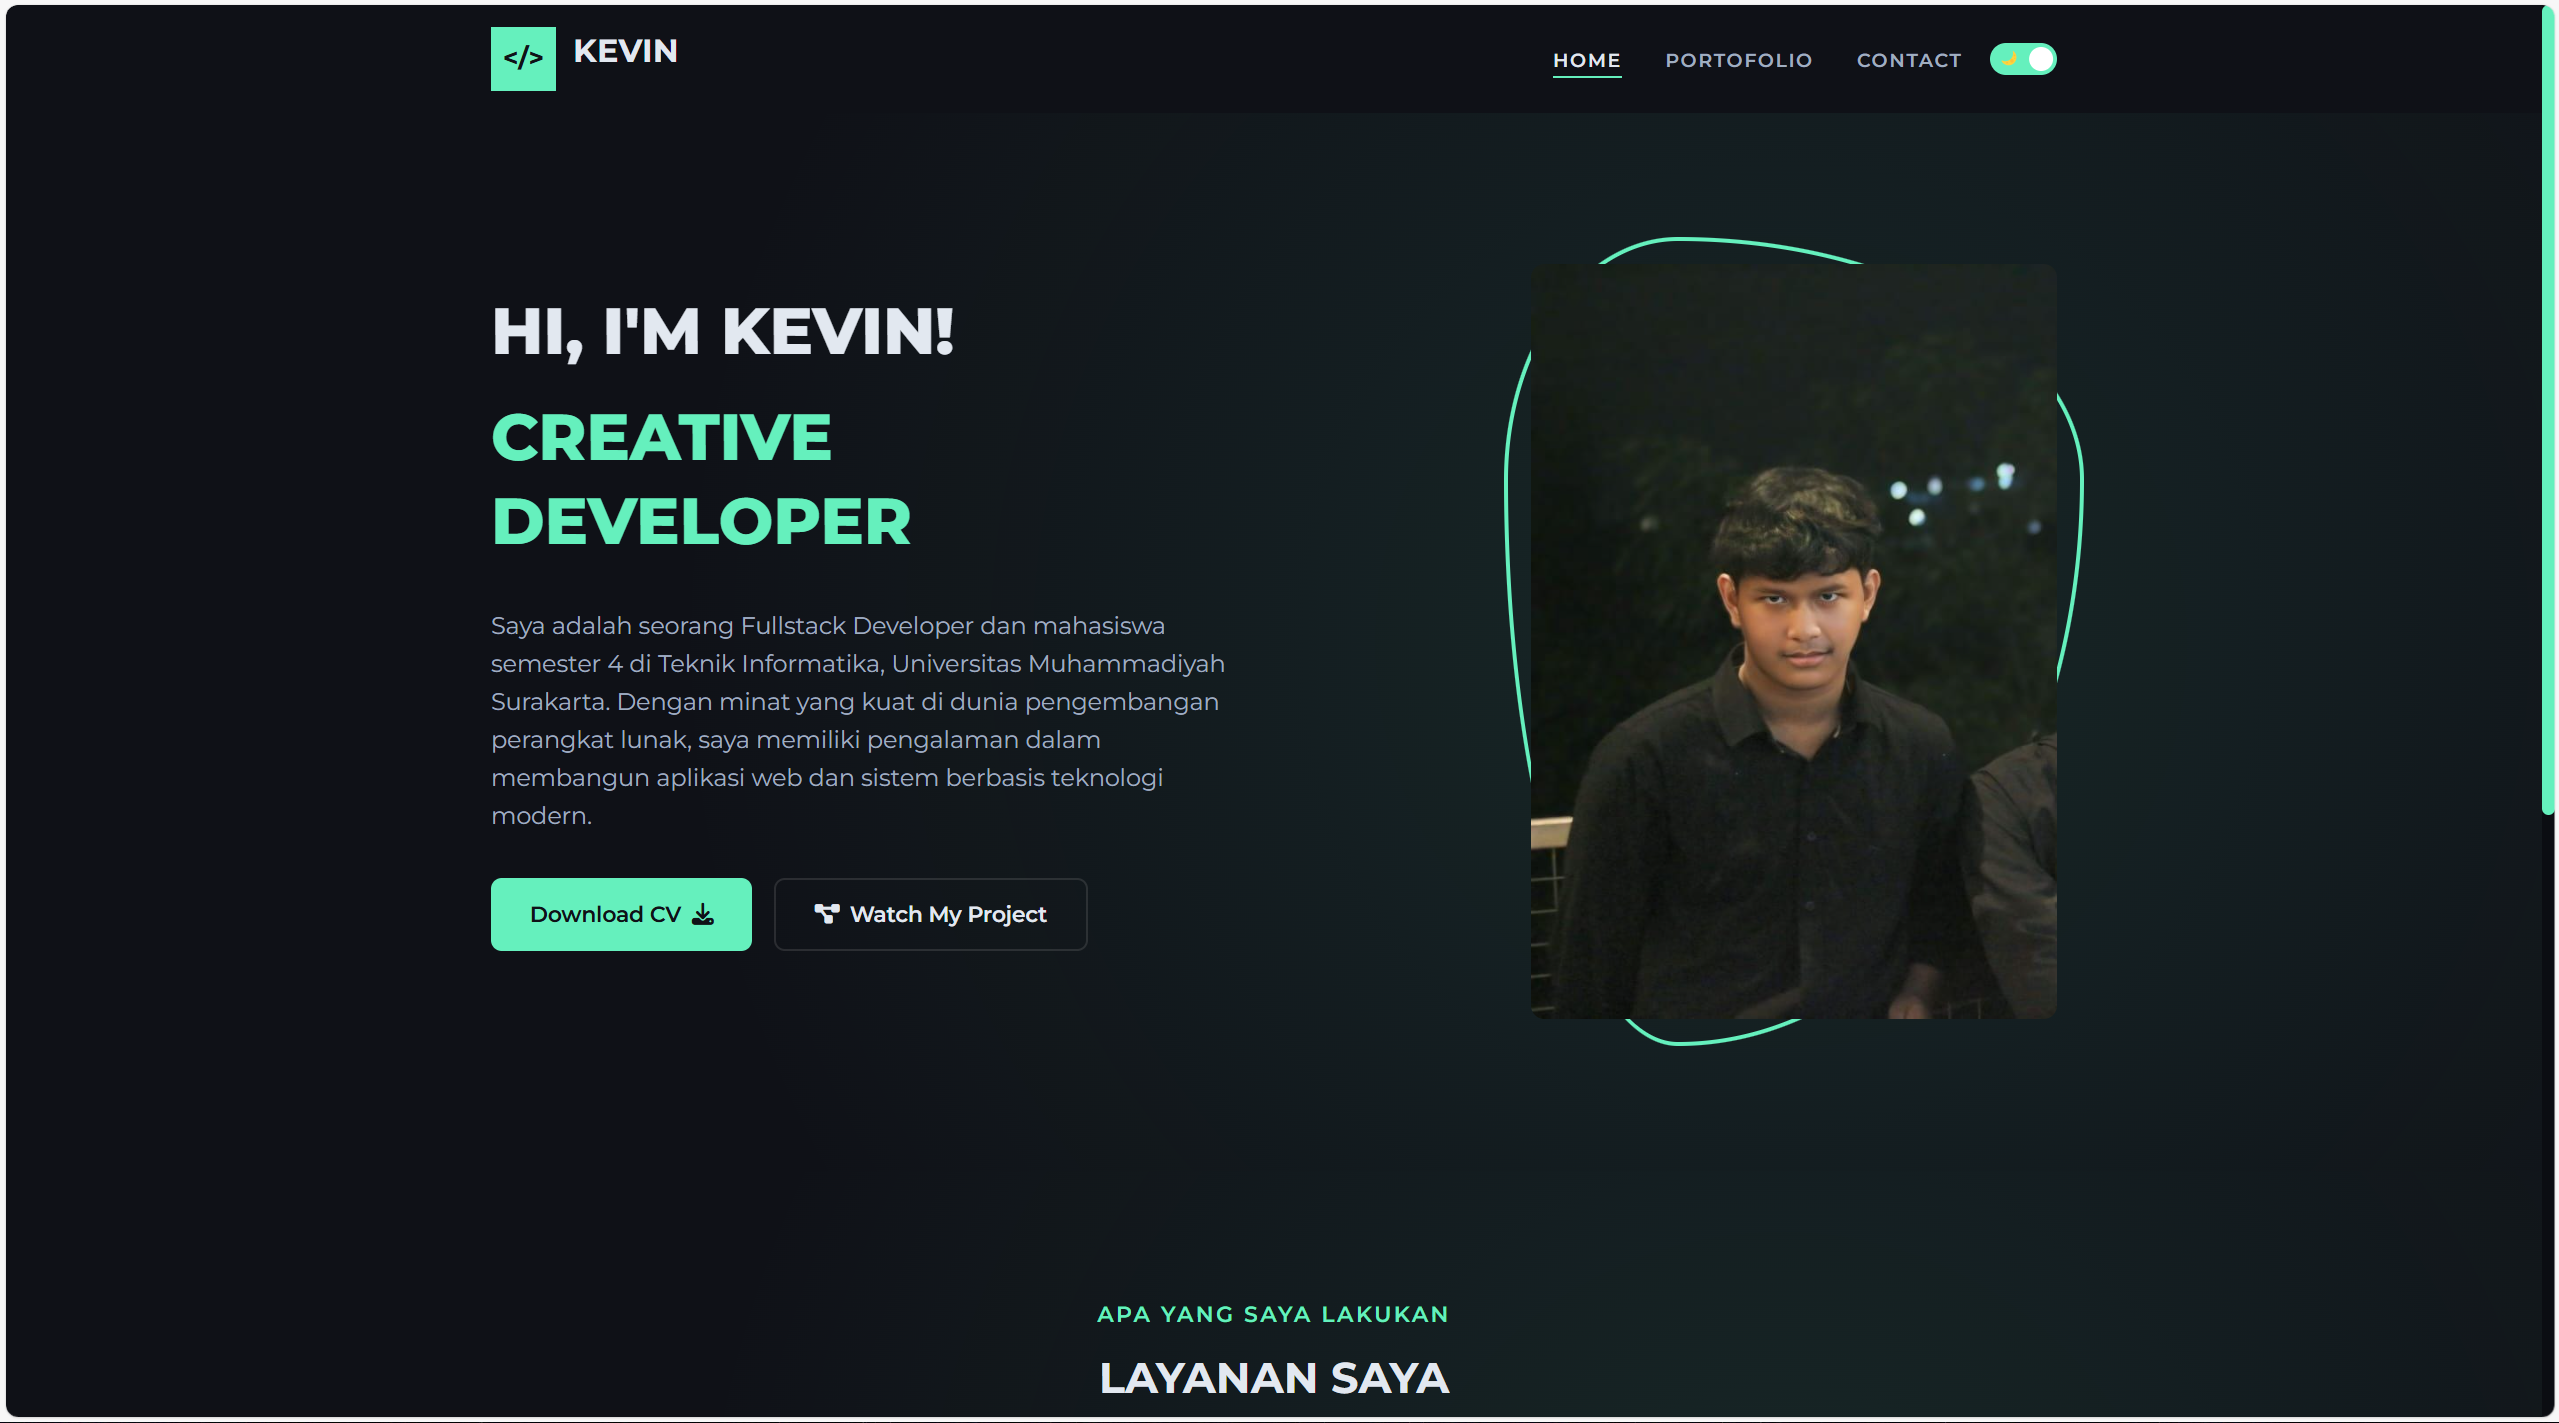 </> KEVIN
HOME PORTOFOLIO CONTACT
HI, I'M KEVIN!
CREATIVE
DEVELOPER
Saya adalah seorang Fullstack Developer dan mahasiswa
semester 4 di Teknik Informatika, Universitas Muhammadiyah
Surakarta. Dengan minat yang kuat di dunia pengembangan
perangkat lunak, saya memiliki pengalaman dalam
membangun aplikasi web dan sistem berbasis teknologi
modern.
Download CV Watch My Project
APA YANG SAYA LAKUKAN
LAYANAN SAYA